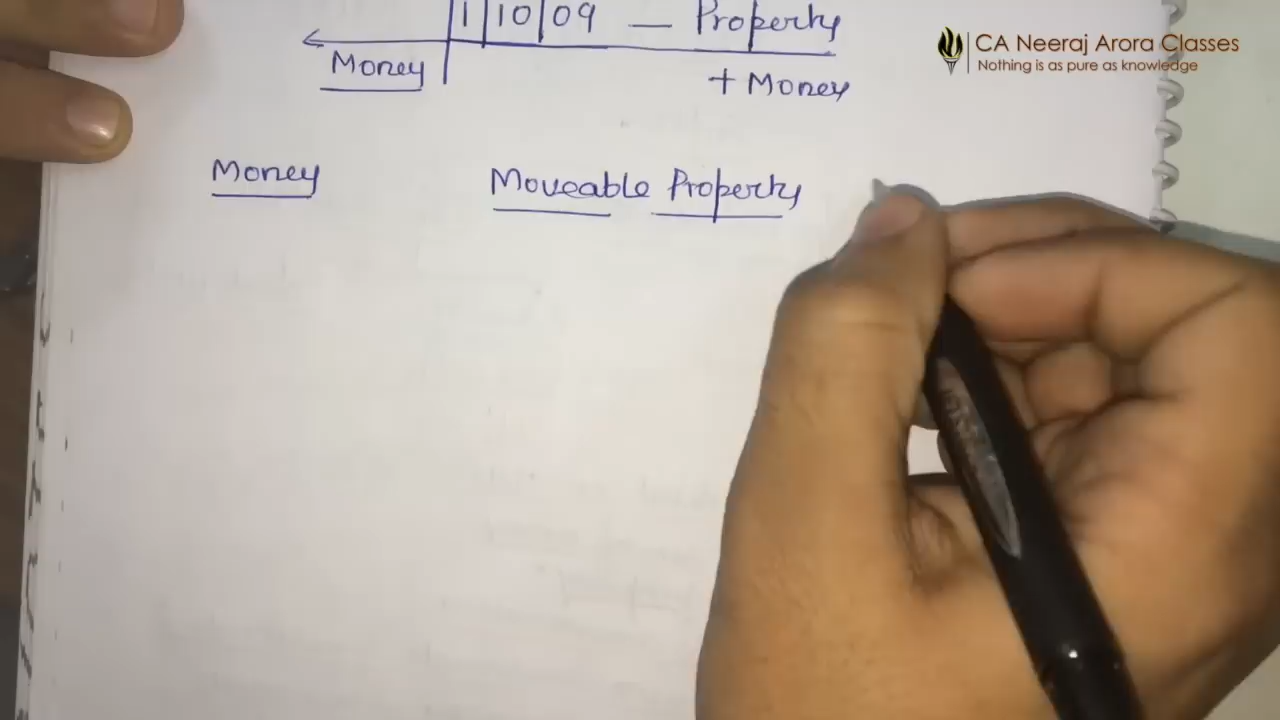 1|10|09 — Property
Money
+ Money
CA Neeraj Arora Classes
Nothing is as pure as knowledge
Money
Moveable Property